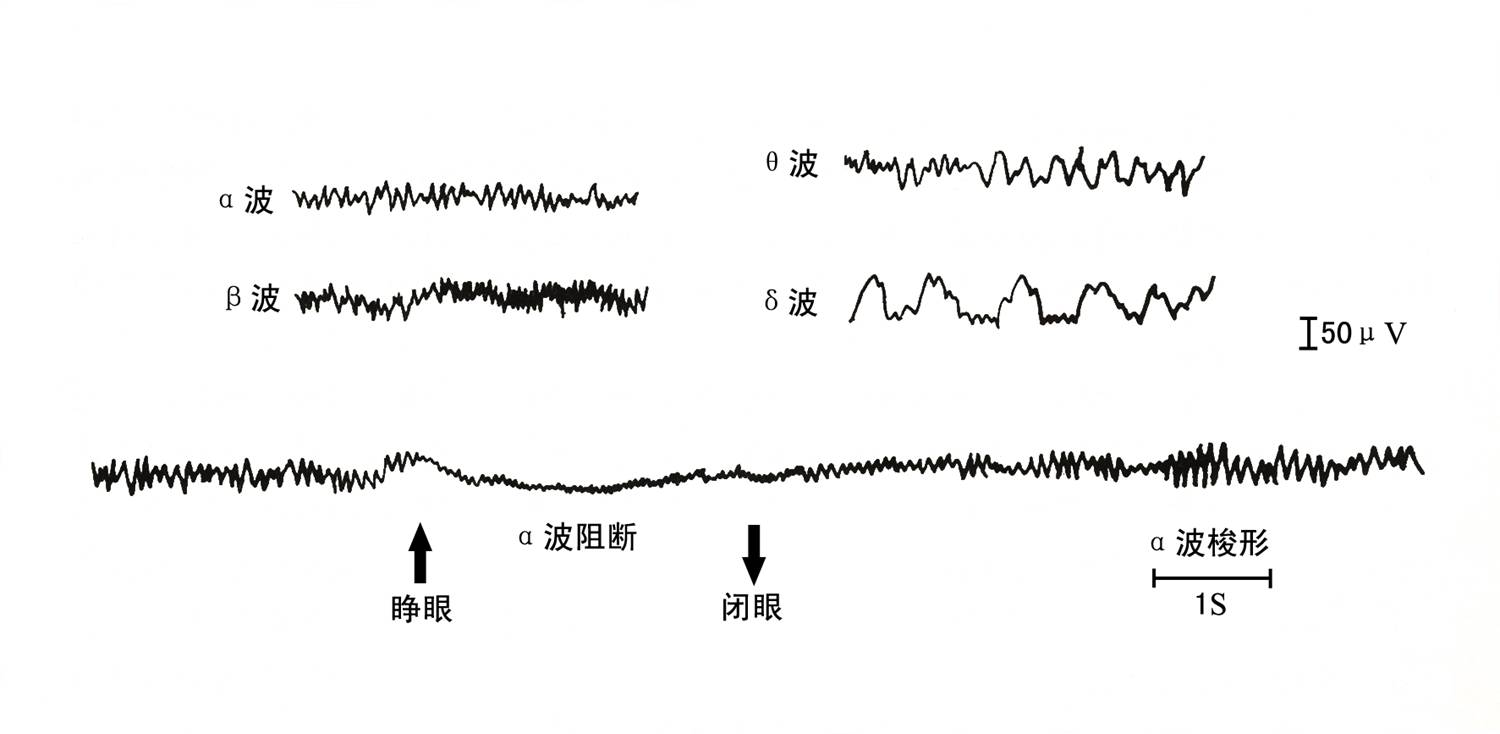 α 波
β 波
θ 波
δ 波
50 μ V
α 波阻断
睁眼
闭眼
α 波梭形
1S